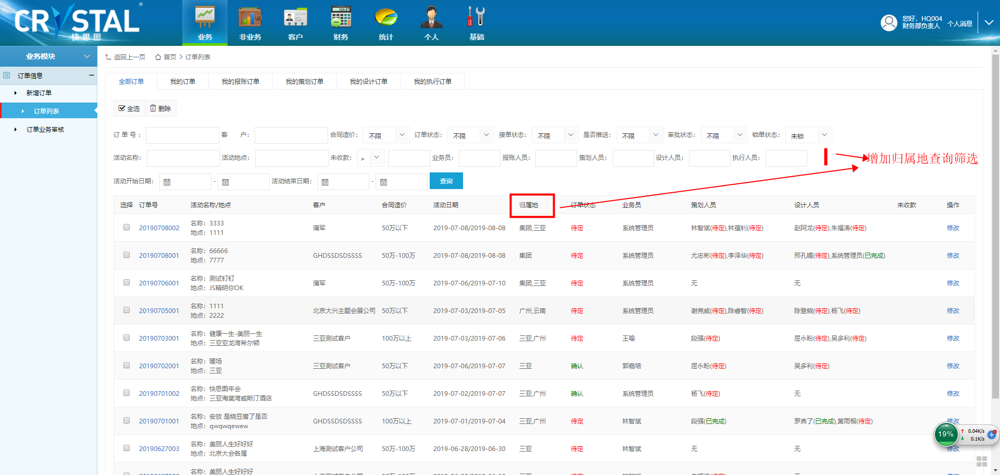 CRYSTAL ®
快思图
业务
非业务
客户
财务
统计
个人
基础
您好，HQ004
财务部负责人
个人消息
业务模块
订单信息
新增订单
订单列表
订单业务审核
返回上一页 首页 > 订单列表
全部订单 我的订单 我的报账订单 我的策划订单 我的设计订单 我的执行订单
全选 删除
订 单 号： 客 户： 合同造价： 不限 订单状态： 不限 接单状态： 不限 是否推送： 不限 审批状态： 不限 锁单状态： 未锁
活动名称： 活动地点： 未收款： > 业务员： 报账人员： 策划人员： 设计人员： 执行人员：
增加归属地查询筛选
活动开始日期： - 活动结束日期： - 查询
选择 订单号 活动名称/地点 客户 合同造价 活动日期 归属地 订单状态 业务员 策划人员 设计人员 未收款 操作
20190708002 名称：3333 蒲军 50万以下 2019-07-08/2019-08-08 集团,三亚 待定 系统管理员 林智斌(待定),林蕴钊(待定) 赵阿龙(待定),朱福涛(待定) 修改
地点：1111
20190708001 名称：66666 GHDSSDSDSSSS 50万-100万 2019-07-08/2019-08-08 集团 待定 系统管理员 尤志彬(待定),李泽华(待定) 邢孔媚(待定),系统管理员(已完成) 修改
地点：7777
20190706001 名称：测试钉钉 蒲军 50万-100万 2019-07-06/2019-07-10 集团,三亚 待定 系统管理员 无 无 修改
地点：JS精明你OK
20190705001 名称：1111 北京大兴主题会展公司 50万以下 2019-07-03/2019-07-05 广州,云南 待定 系统管理员 谢尧威(待定),陈睿智(待定) 陈登晓(待定),杨飞(待定) 修改
地点：2222
20190703001 名称：健康一生-美丽一生 三亚测试客户 100万以上 2019-07-03/2019-07-06 三亚,广州 待定 王喻 段强(待定) 屈永盼(待定),吴多利(待定) 修改
地点：三亚亚龙湾希尔顿
20190702001 名称：暖场 三亚测试客户 50万以下 2019-07-06/2019-07-07 三亚 确认 郭嘉培 屈永盼(待定) 吴多利(待定) 修改
地点：三亚
20190701002 名称：快思图年会 GHDSSDSDSSSS 50万以下 2019-07-02/2019-07-07 三亚,广州 确认 系统管理员 杨飞(待定) 无 修改
地点：三亚海棠湾威斯汀酒店
20190701001 名称：安放 是烧豆腐了是否 GHDSSDSDSSSS 100万以上 2019-07-01/2019-07-04 三亚,广州 待定 林智斌 段强(已完成) 罗典了(已完成),黄雨桐(待定) 修改
地点：qwqwqewew
19% 0.04K/s
0.1K/s
20190627003 名称：美丽人生好好好 上海测试客户公司 50万-100万 2019-06-28/2019-06-30 三亚 待定 林智斌 无 无 修改
地点：北京大会各属
名称：美丽人生好好好